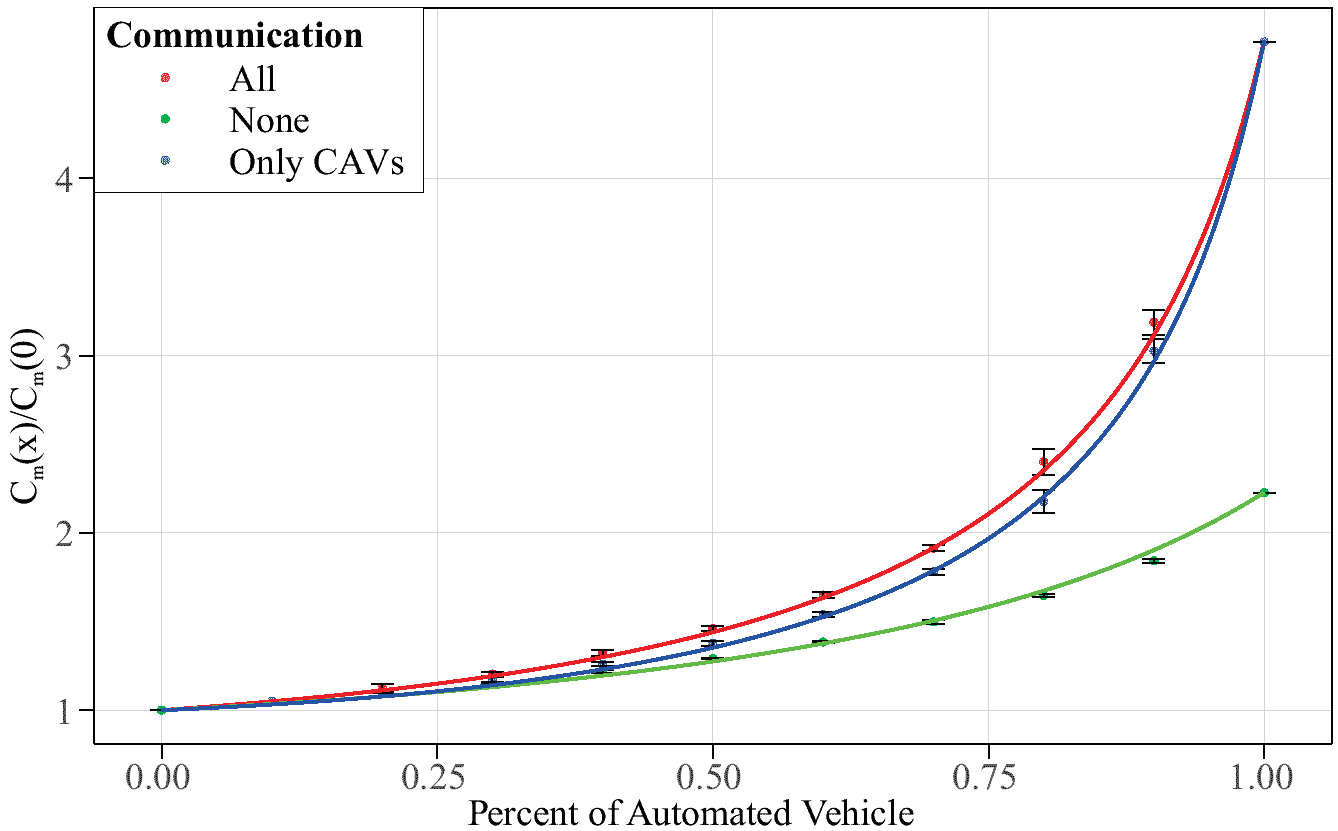 Communication
All
None
Only CAVs
4
3
2
1
Cm(x)/Cm(0)
0.00 0.25 0.50 0.75 1.00
Percent of Automated Vehicle